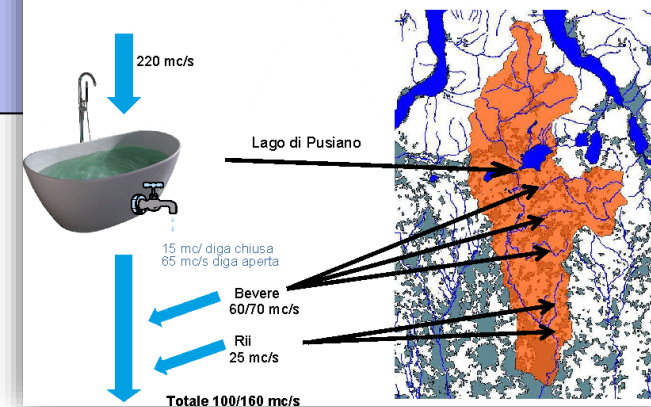 220 mc/s
Lago di Pusiano
15 mc/ diga chiusa
65 mc/s diga aperta
Bevere
60/70 mc/s
Rii
25 mc/s
Totale 100/160 mc/s